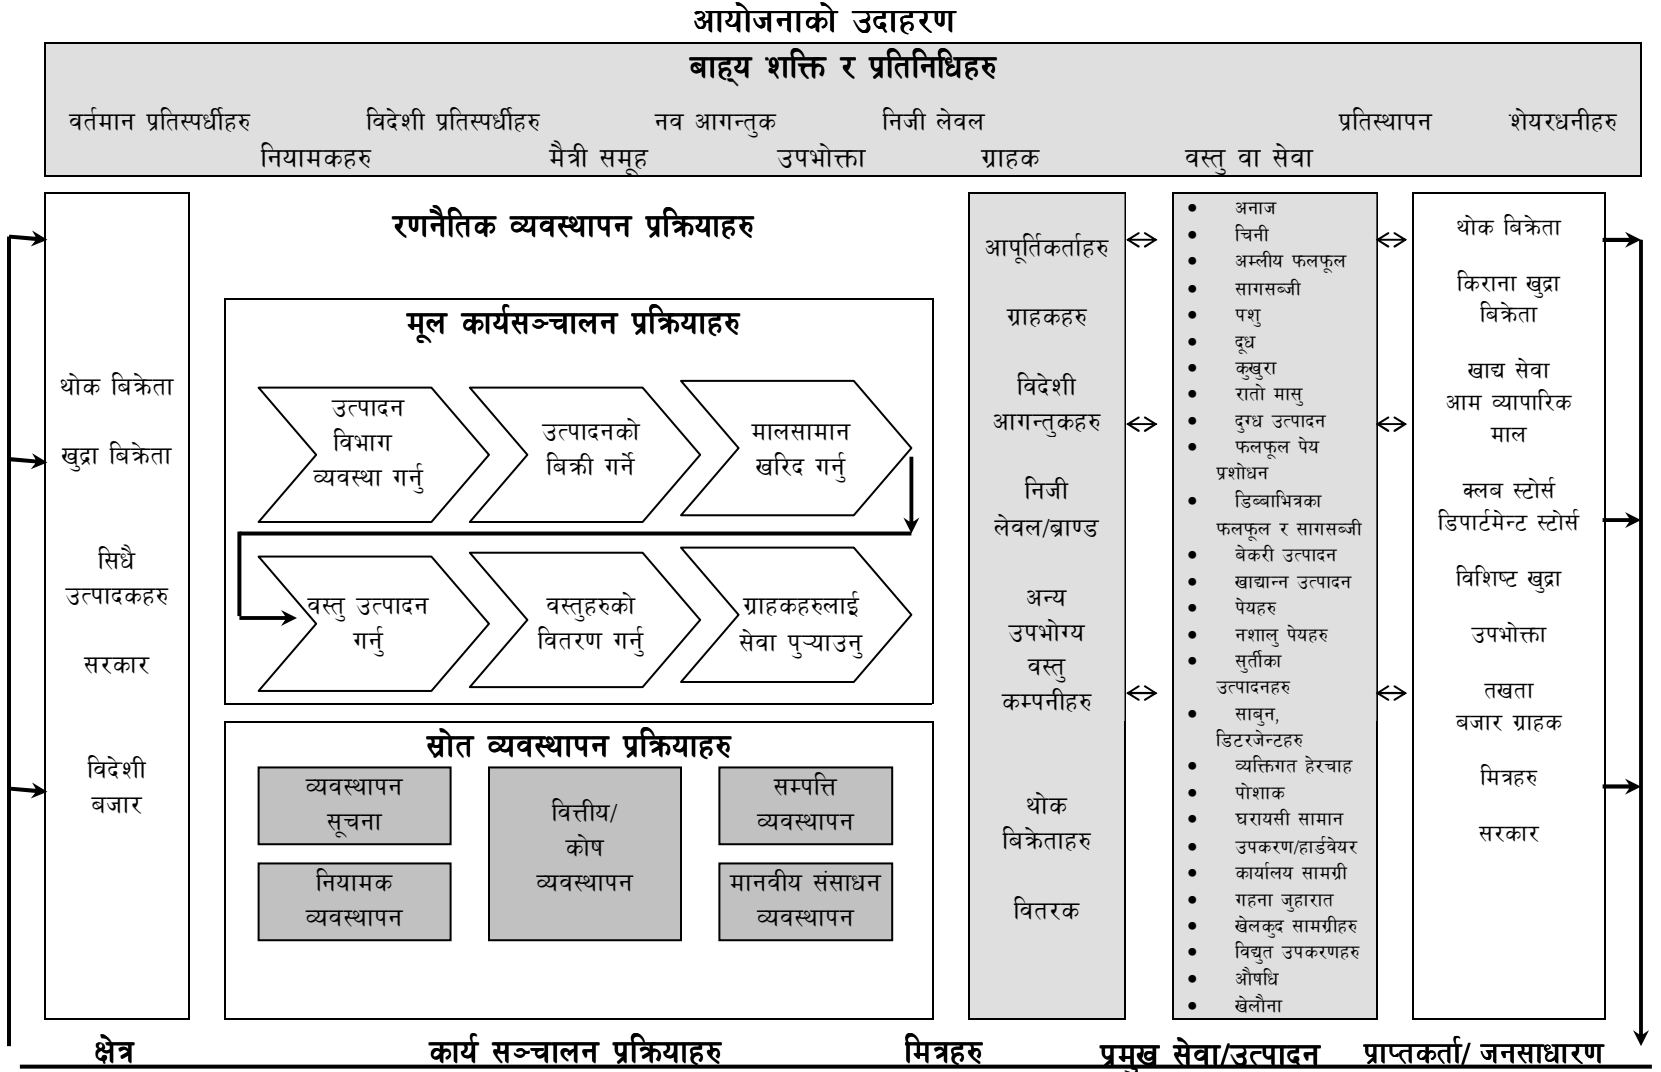 आयोजनाको उदाहरण
बाह्य शक्ति र प्रतिनिधिहरु
वर्तमान प्रतिस्पर्धीहरु विदेशी प्रतिस्पर्धीहरु नव आगन्तुक निजी लेवल प्रतिस्थापन शेयरधनीहरु
नियामकहरु मैत्री समूह उपभोक्ता ग्राहक वस्तु वा सेवा
थोक बिक्रेता
खुद्रा बिक्रेता
सिधै
उत्पादकहरु
सरकार
विदेशी
बजार
रणनैतिक व्यवस्थापन प्रक्रियाहरु
मूल कार्यसञ्चालन प्रक्रियाहरु
उत्पादन
विभाग
व्यवस्था गर्नु
उत्पादनको
बिक्री गर्ने
मालसामान
खरिद गर्नु
वस्तु उत्पादन
गर्नु
वस्तुहरुको
वितरण गर्नु
ग्राहकहरुलाई
सेवा पुऱ्याउनु
स्रोत व्यवस्थापन प्रक्रियाहरु
व्यवस्थापन
सूचना
वित्तीय/
कोष
व्यवस्थापन
सम्पत्ति
व्यवस्थापन
नियामक
व्यवस्थापन
मानवीय संसाधन
व्यवस्थापन
आपूर्तिकर्ताहरु
ग्राहकहरु
विदेशी
आगन्तुकहरु
निजी
लेवल/ब्राण्ड
अन्य
उपभोग्य
वस्तु
कम्पनीहरु
थोक
बिक्रेताहरु
वितरक
• अनाज
• चिनी
• अम्लीय फलफूल
• सागसब्जी
• पशु
• दूध
• कुखुरा
• रातो मासु
• दुग्ध उत्पादन
• फलफूल पेय
प्रशोधन
• डिब्बाभित्रका
फलफूल र सागसब्जी
• बेकरी उत्पादन
• खाद्यान्न उत्पादन
• पेयहरु
• नशालु पेयहरु
• सुर्तीका
उत्पादनहरु
• साबुन,
डिटरजेन्टहरु
• व्यक्तिगत हेरचाह
• पोशाक
• घरायसी सामान
• उपकरण/हार्डवेयर
• कार्यालय सामग्री
• गहना जुहारात
• खेलकुद सामग्रीहरु
• विद्युत उपकरणहरु
• औषधि
• खेलौना
थोक बिक्रेता
किराना खुद्रा
बिक्रेता
खाद्य सेवा
आम व्यापारिक
माल
क्लब स्टोर्स
डिपार्टमेन्ट स्टोर्स
विशिष्ट खुद्रा
उपभोक्ता
तखता
बजार ग्राहक
मित्रहरु
सरकार
क्षेत्र कार्य सञ्चालन प्रक्रियाहरु मित्रहरु प्रमुख सेवा/उत्पादन प्राप्तकर्ता/ जनसाधारण